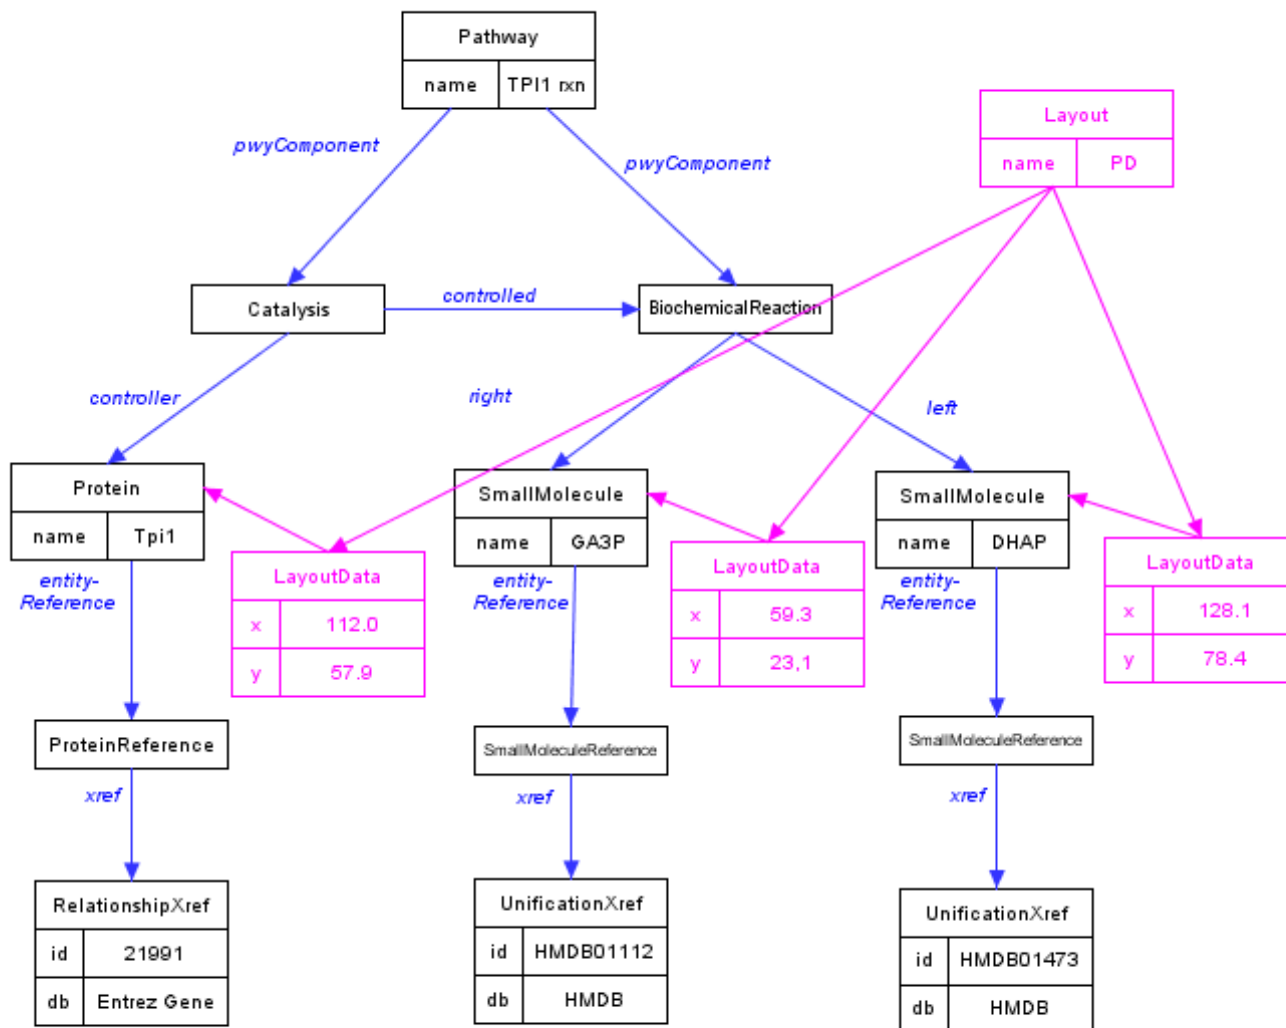 Pathway
name TPI1 rxn
Layout
name PD
pwyComponent
pwyComponent
Catalysis
controlled
BiochemicalReaction
controller
right
left
Protein
name Tpi1
SmallMolecule
name GA3P
SmallMolecule
name DHAP
LayoutData
x 112.0
y 57.9
LayoutData
x 59.3
y 23,1
LayoutData
x 128.1
y 78.4
entity-
Reference
entity-
Reference
entity-
Reference
ProteinReference
SmallMoleculeReference
SmallMoleculeReference
xref
xref
xref
RelationshipXref
id 21991
db Entrez Gene
UnificationXref
id HMDB01112
db HMDB
UnificationXref
id HMDB01473
db HMDB